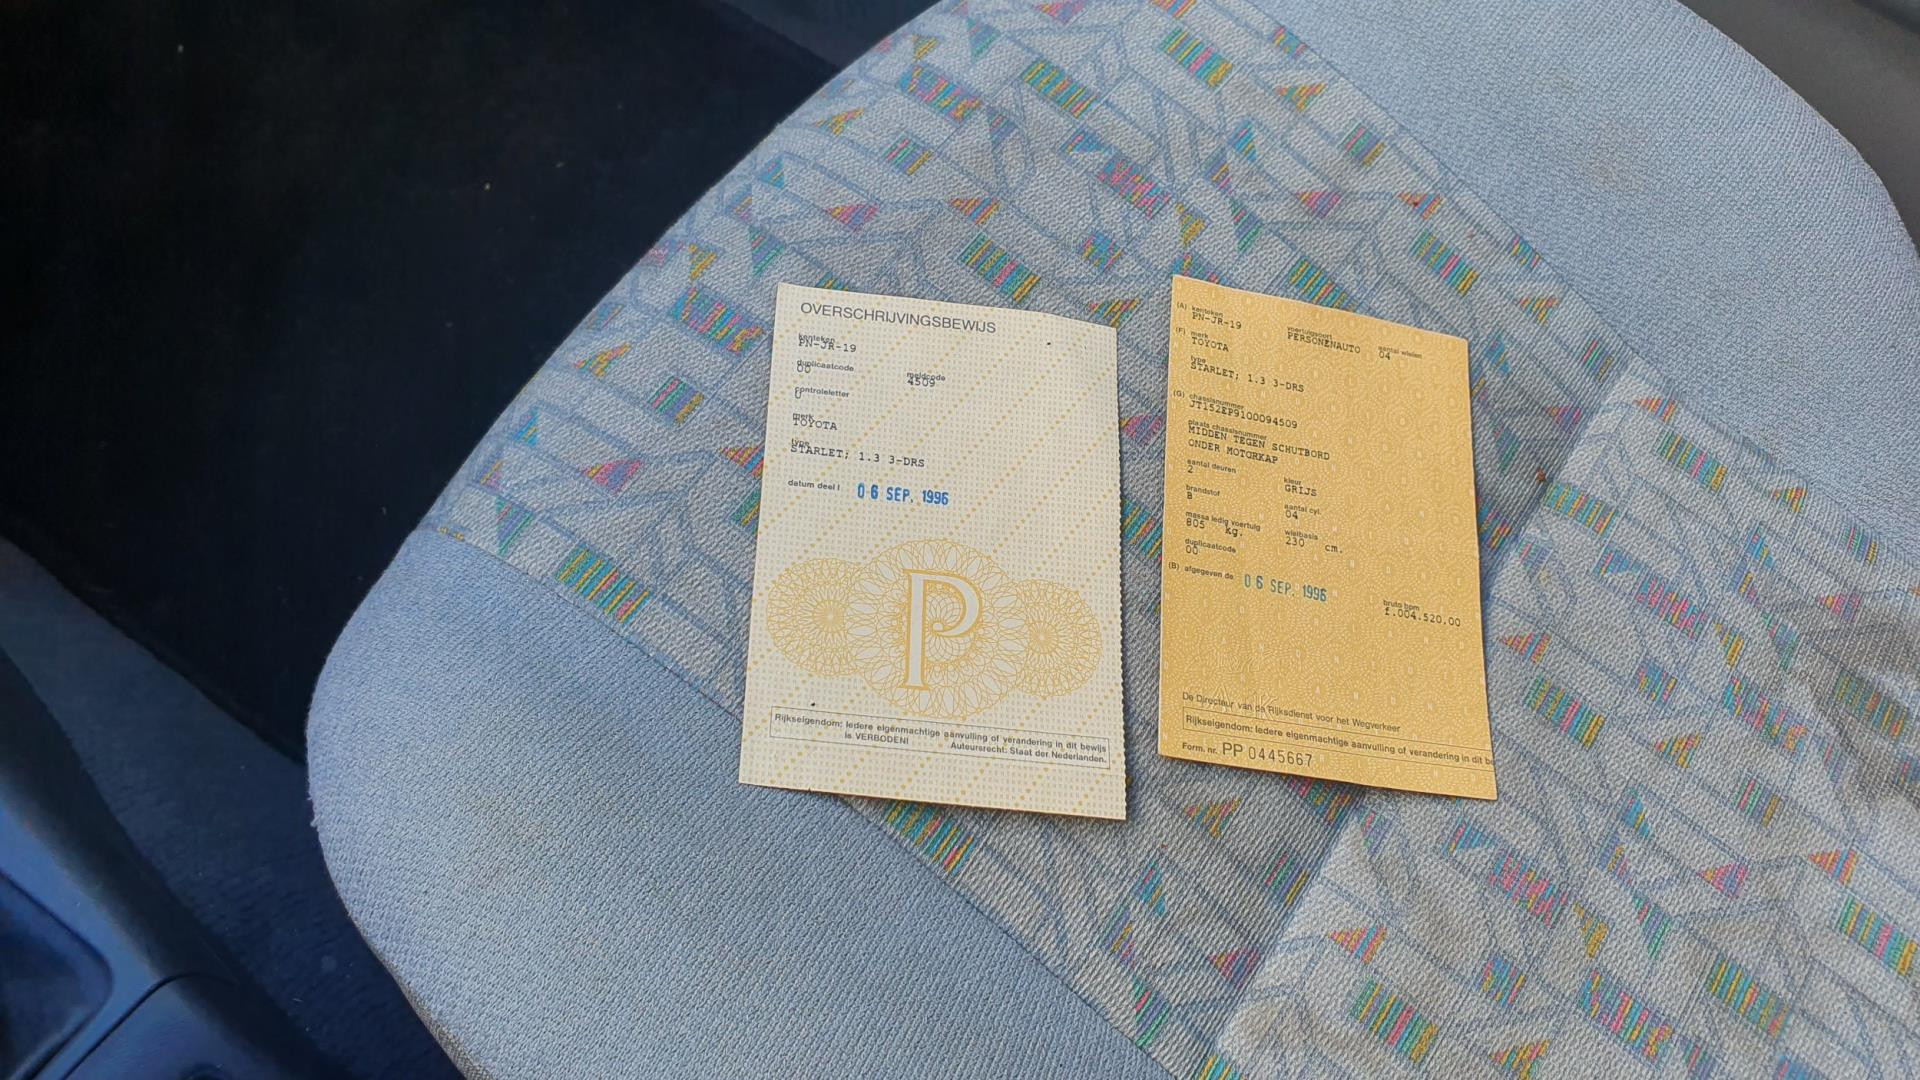 OVERSCHRIJVINGSBEWIJS
kenteken
PN-JR-19
duplicaatcode meldcode
00 4509
controleletter
merk
TOYOTA
type
STARLET; 1.3 3-DRS
datum deel I 06 SEP. 1996
P
Rijkseigendom: Iedere eigenmachtige aanvulling of verandering in dit bewijs
is VERBODEN! Auteursrecht: Staat der Nederlanden.
(A) kenteken voertuigsoort aantal wielen
PN-JR-19 PERSONENAUTO 04
(F) merk
TOYOTA
type
STARLET; 1.3 3-DRS
(G) chassisnummer
JT152EP9100094509
plaats chassisnummer
MIDDEN TEGEN SCHUTBORD
ONDER MOTORKAP
aantal deuren kleur
2 GRIJS
brandstof aantal cyl.
B 04
massa ledig voertuig wielbasis
805 kg. 230 cm.
duplicaatcode
00
(B) afgegeven de 06 SEP. 1996
bruto bpm
f.004.520,00
De Directeur van de Rijksdienst voor het Wegverkeer
Rijkseigendom: Iedere eigenmachtige aanvulling of verandering in dit be
Form. nr. PP 0445667